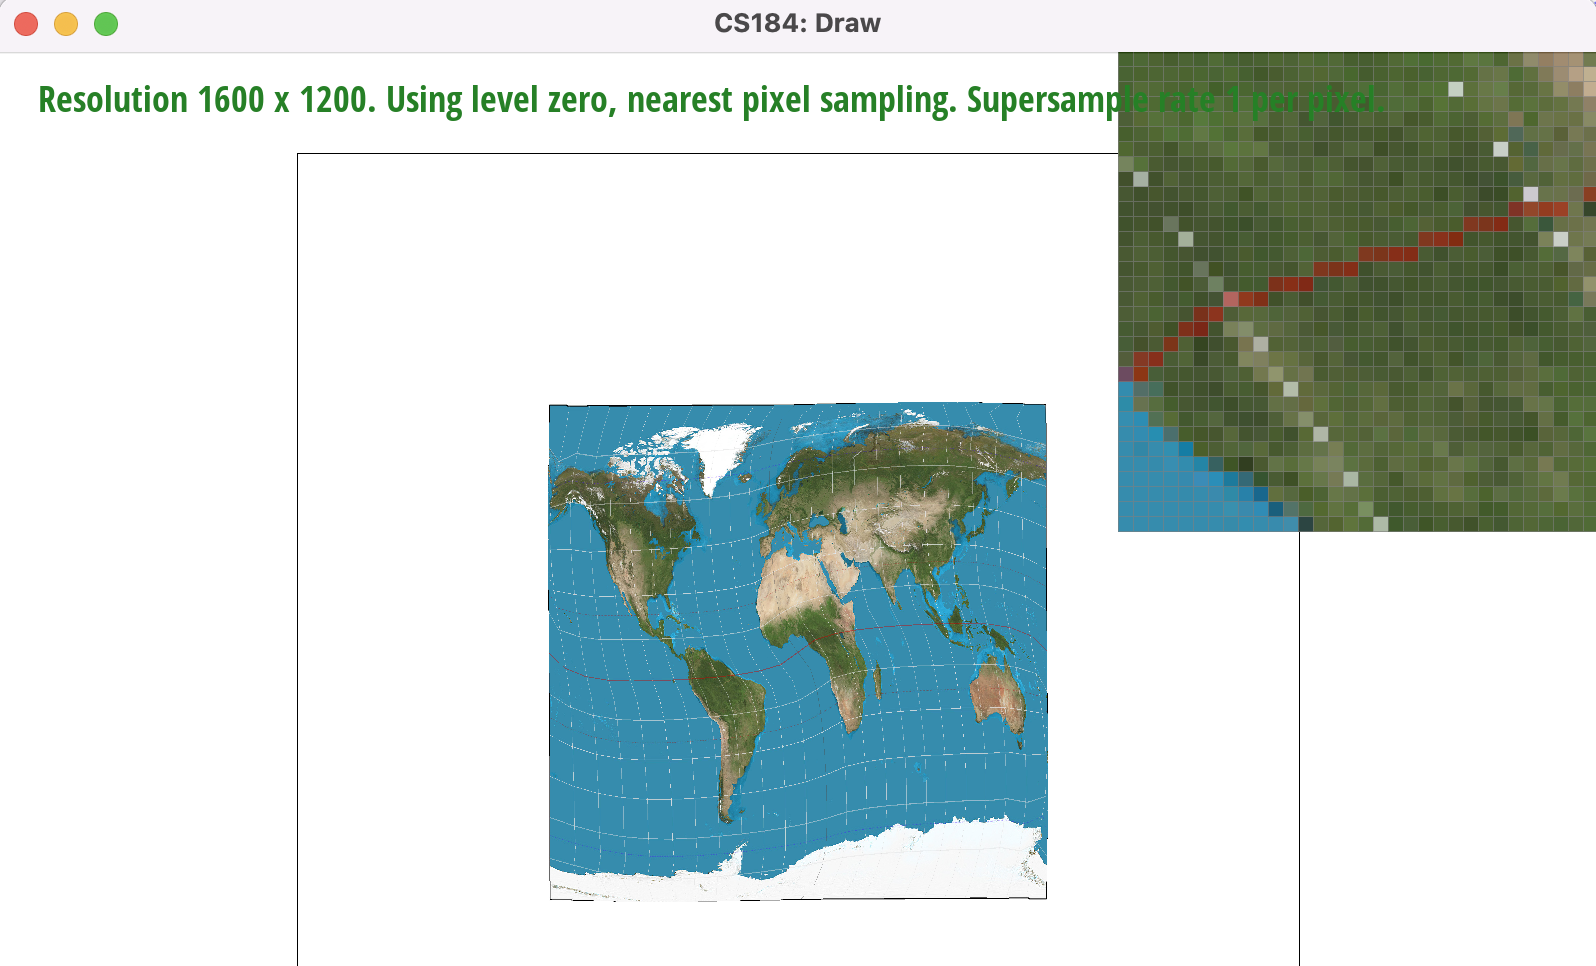 CS184: Draw
Resolution 1600 x 1200. Using level zero, nearest pixel sampling. Supersample rate 1 per pixel.